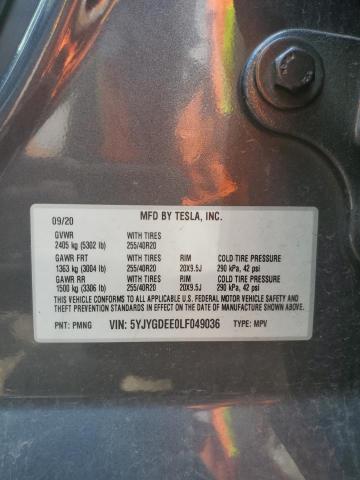 09/20 MFD BY TESLA, INC.
GVWR WITH TIRES
2405 kg (5302 lb) 255/40R20
GAWR FRT WITH TIRES RIM COLD TIRE PRESSURE
1363 kg (3004 lb) 255/40R20 20X9.5J 290 kPa, 42 psi
GAWR RR WITH TIRES RIM COLD TIRE PRESSURE
1500 kg (3306 lb) 255/40R20 20X9.5J 290 kPa, 42 psi
THIS VEHICLE CONFORMS TO ALL APPLICABLE U.S. FEDERAL MOTOR VEHICLE SAFETY AND
THEFT PREVENTION STANDARDS IN EFFECT ON THE DATE OF MANUFACTURE SHOWN ABOVE.
PNT: PMNG VIN: 5YJYGDEE0LF049036 TYPE: MPV